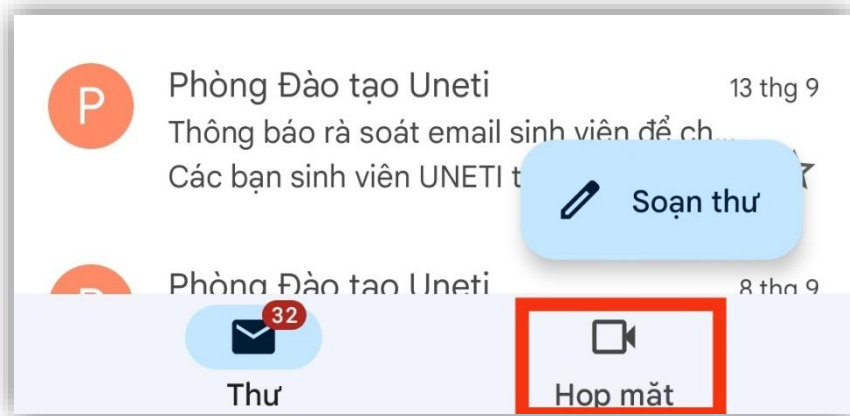 P
Phòng Đào tạo Uneti
13 thg 9
Thông báo rà soát email sinh viên để ch...
Các bạn sinh viên UNETI t
Soạn thư
Phòng Đào tạo Uneti
8 thg 9
32
Thư
Họp mặt